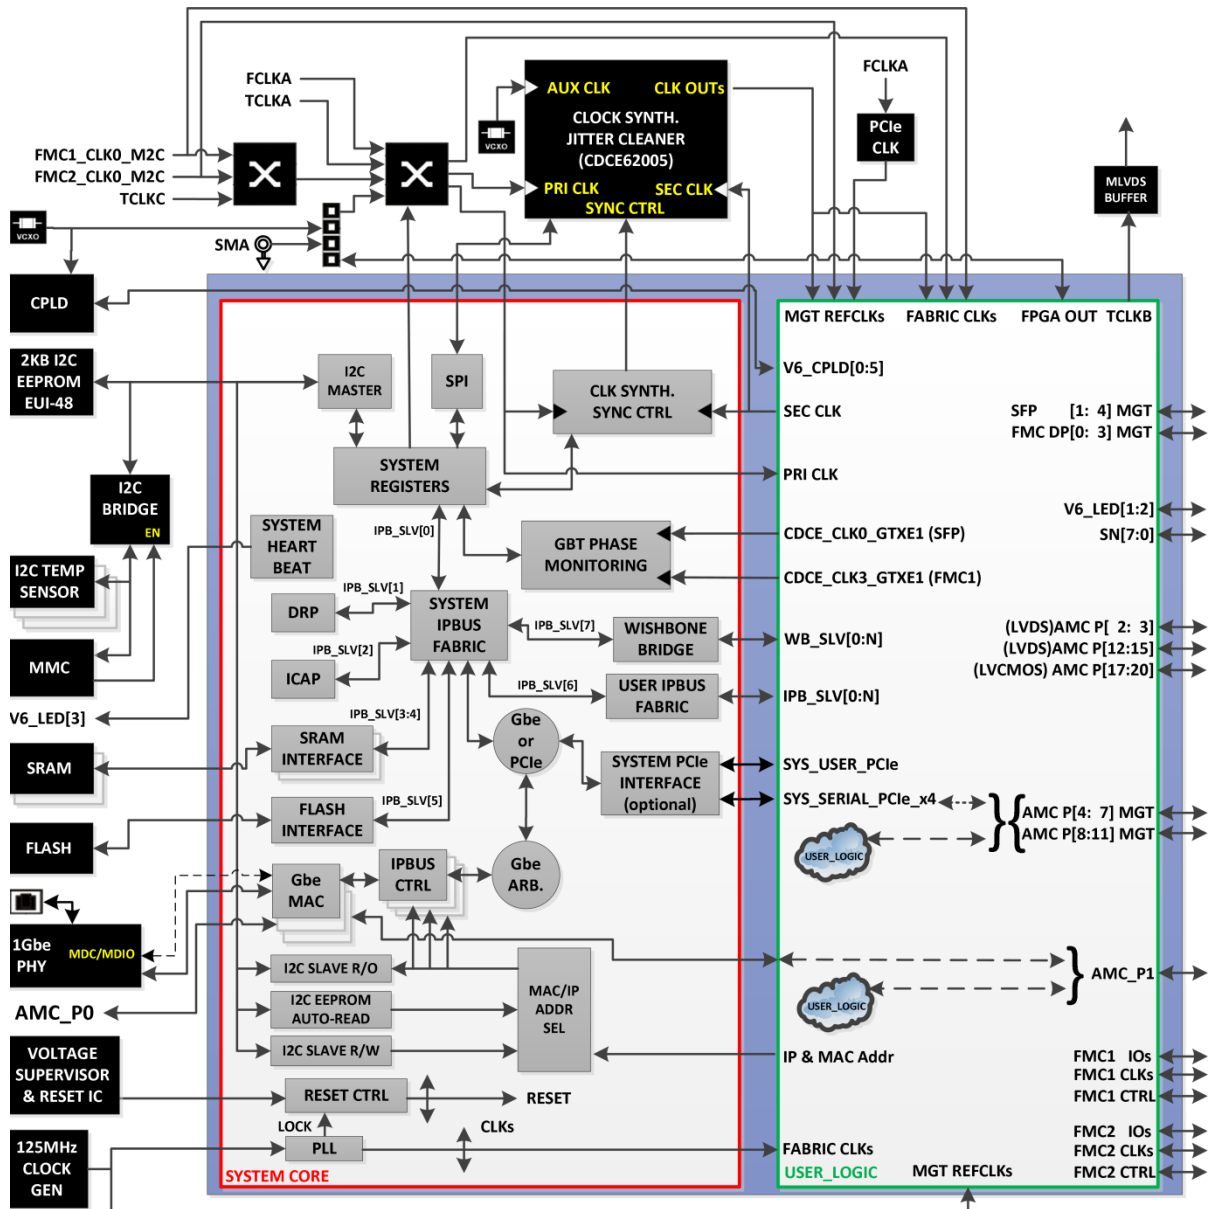 FCLKA
TCLKA
FMC1_CLK0_M2C
FMC2_CLK0_M2C
TCLKC
VCXO
SMA
VCXO
AUX CLK
CLK OUTs
CLOCK SYNTH.
JITTER CLEANER
(CDCE62005)
PRI CLK
SEC CLK
SYNC CTRL
FCLKA
PCIe
CLK
MLVDS
BUFFER
CPLD
2KB I2C
EEPROM
EUI-48
I2C
BRIDGE
EN
I2C TEMP
SENSOR
MMC
V6_LED[3]
SRAM
FLASH
1Gbe
PHY
MDC/MDIO
AMC_P0
VOLTAGE
SUPERVISOR
& RESET IC
125MHz
CLOCK
GEN
I2C
MASTER
SPI
CLK SYNTH.
SYNC CTRL
SYSTEM
REGISTERS
SYSTEM
HEART
BEAT
IPB_SLV[0]
GBT PHASE
MONITORING
DRP
IPB_SLV[1]
SYSTEM
IPBUS
FABRIC
IPB_SLV[7]
WISHBONE
BRIDGE
ICAP
IPB_SLV[2]
IPB_SLV[6]
USER IPBUS
FABRIC
IPB_SLV[3:4]
SRAM
INTERFACE
Gbe
or
PCIe
SYSTEM PCIe
INTERFACE
(optional)
IPB_SLV[5]
FLASH
INTERFACE
Gbe
MAC
IPBUS
CTRL
Gbe
ARB.
I2C SLAVE R/O
I2C EEPROM
AUTO-READ
I2C SLAVE R/W
MAC/IP
ADDR
SEL
RESET CTRL
RESET
LOCK
CLKs
PLL
SYSTEM CORE
MGT REFCLKs
FABRIC CLKs
FPGA OUT
TCLKB
V6_CPLD[0:5]
SEC CLK
SFP [1: 4] MGT
FMC DP[0: 3] MGT
PRI CLK
V6_LED[1:2]
CDCE_CLK0_GTXE1 (SFP)
SN[7:0]
CDCE_CLK3_GTXE1 (FMC1)
(LVDS)AMC P[ 2: 3]
WB_SLV[0:N]
(LVDS)AMC P[12:15]
(LVCMOS) AMC P[17:20]
IPB_SLV[0:N]
SYS_USER_PCIe
SYS_SERIAL_PCIe_x4
AMC P[4: 7] MGT
AMC P[8:11] MGT
USER_LOGIC
AMC_P1
USER_LOGIC
IP & MAC Addr
FMC1 IOs
FMC1 CLKs
FMC1 CTRL
FMC2 IOs
FABRIC CLKs
FMC2 CLKs
USER_LOGIC
MGT REFCLKs
FMC2 CTRL